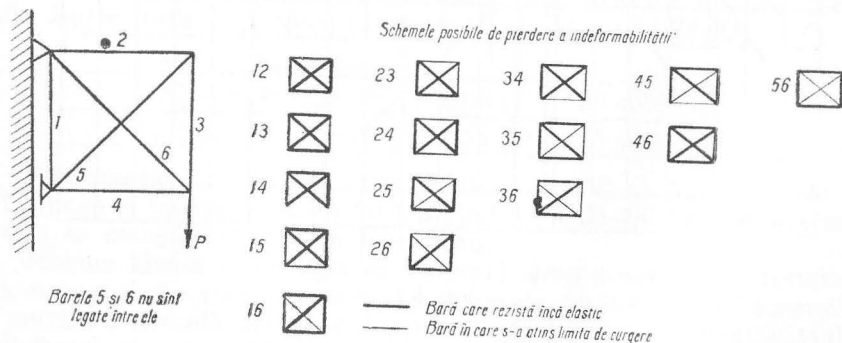 Schemele posibile de pierdere a indeformabilității:
2
12 23 34 45 56
1 3
13 24 35 46
6
5
14 25 36
4
P
15 26
Barele 5 și 6 nu sînt
legate între ele
16
Bară care rezistă încă elastic
Bară în care s-a atins limita de curgere